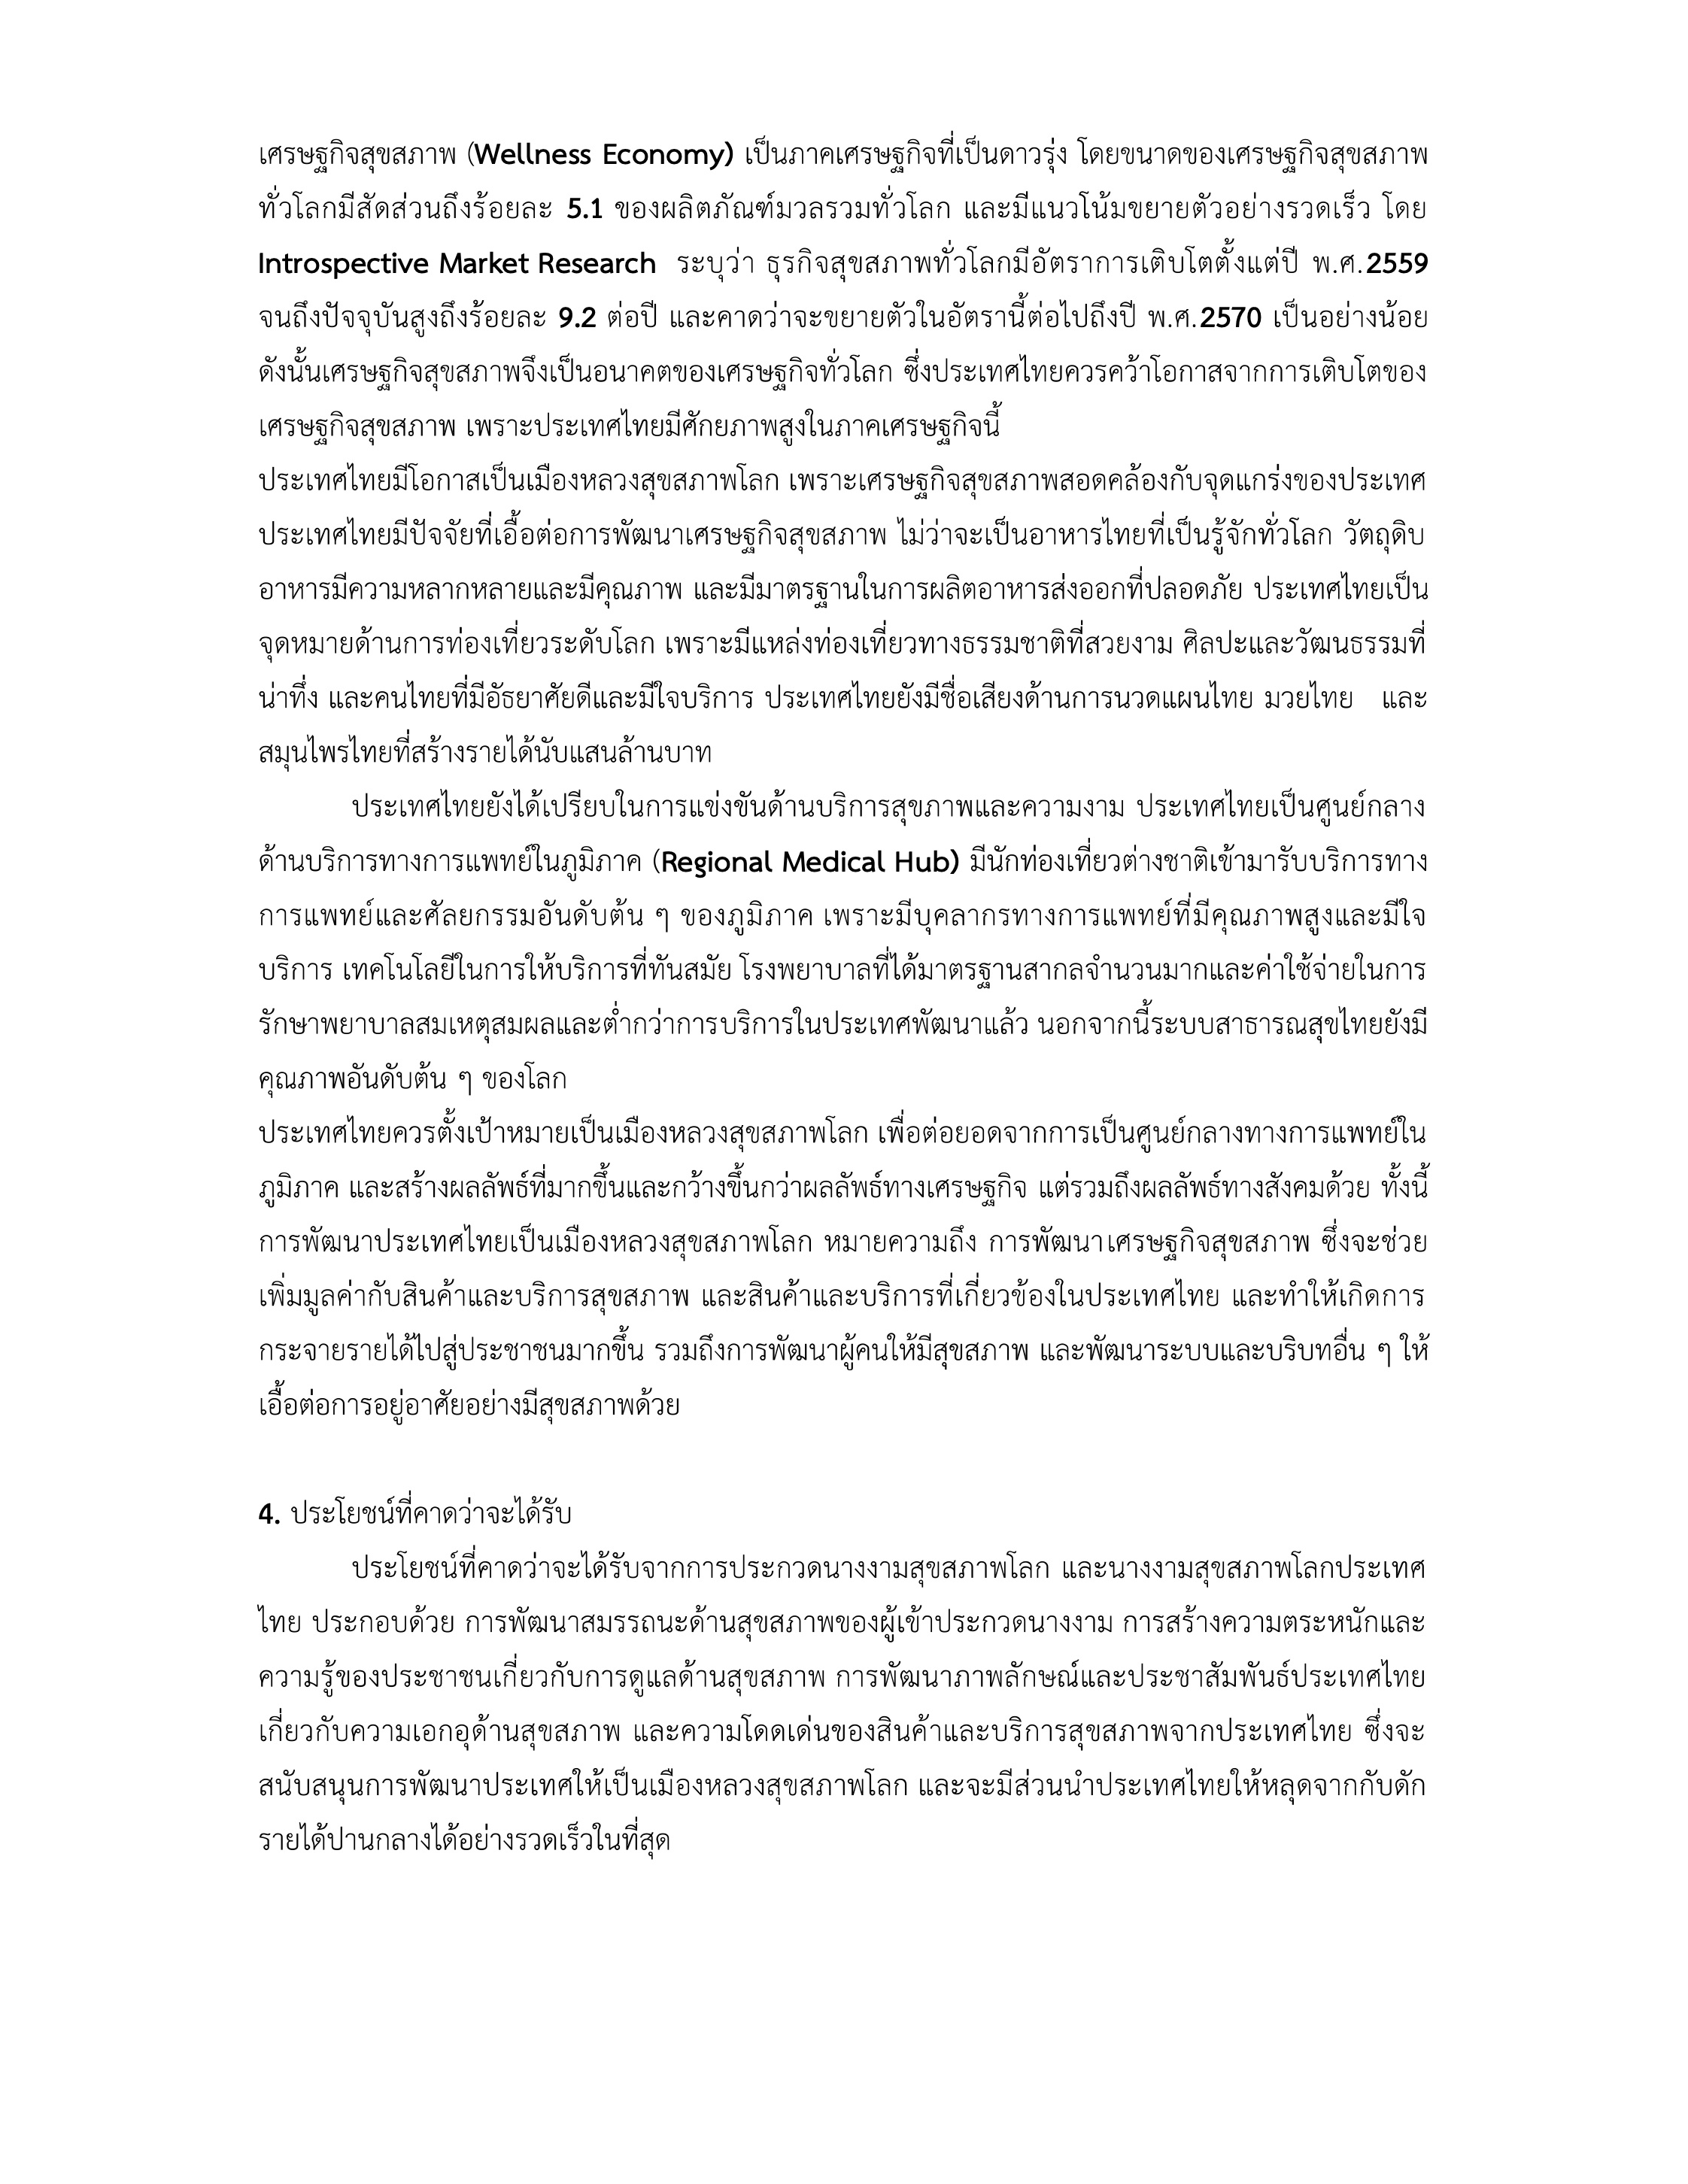 เศรษฐกิจสุขสภาพ (Wellness Economy) เป็นภาคเศรษฐกิจที่เป็นดาวรุ่ง โดยขนาดของเศรษฐกิจสุขสภาพ
ทั่วโลกมีสัดส่วนถึงร้อยละ 5.1 ของผลิตภัณฑ์มวลรวมทั่วโลก และมีแนวโน้มขยายตัวอย่างรวดเร็ว โดย
Introspective Market Research ระบุว่า ธุรกิจสุขสภาพทั่วโลกมีอัตราการเติบโตตั้งแต่ปี พ.ศ.2559
จนถึงปัจจุบันสูงถึงร้อยละ 9.2 ต่อปี และคาดว่าจะขยายตัวในอัตรานี้ต่อไปถึงปี พ.ศ.2570 เป็นอย่างน้อย
ดังนั้นเศรษฐกิจสุขสภาพจึงเป็นอนาคตของเศรษฐกิจทั่วโลก ซึ่งประเทศไทยควรคว้าโอกาสจากการเติบโตของ
เศรษฐกิจสุขสภาพ เพราะประเทศไทยมีศักยภาพสูงในภาคเศรษฐกิจนี้
ประเทศไทยมีโอกาสเป็นเมืองหลวงสุขสภาพโลก เพราะเศรษฐกิจสุขสภาพสอดคล้องกับจุดแกร่งของประเทศ
ประเทศไทยมีปัจจัยที่เอื้อต่อการพัฒนาเศรษฐกิจสุขสภาพ ไม่ว่าจะเป็นอาหารไทยที่เป็นรู้จักทั่วโลก วัตถุดิบ
อาหารมีความหลากหลายและมีคุณภาพ และมีมาตรฐานในการผลิตอาหารส่งออกที่ปลอดภัย ประเทศไทยเป็น
จุดหมายด้านการท่องเที่ยวระดับโลก เพราะมีแหล่งท่องเที่ยวทางธรรมชาติที่สวยงาม ศิลปะและวัฒนธรรมที่
น่าทึ่ง และคนไทยที่มีอัธยาศัยดีและมีใจบริการ ประเทศไทยยังมีชื่อเสียงด้านการนวดแผนไทย มวยไทย และ
สมุนไพรไทยที่สร้างรายได้นับแสนล้านบาท
ประเทศไทยยังได้เปรียบในการแข่งขันด้านบริการสุขภาพและความงาม ประเทศไทยเป็นศูนย์กลาง
ด้านบริการทางการแพทย์ในภูมิภาค (Regional Medical Hub) มีนักท่องเที่ยวต่างชาติเข้ามารับบริการทาง
การแพทย์และศัลยกรรมอันดับต้น ๆ ของภูมิภาค เพราะมีบุคลากรทางการแพทย์ที่มีคุณภาพสูงและมีใจ
บริการ เทคโนโลยีในการให้บริการที่ทันสมัย โรงพยาบาลที่ได้มาตรฐานสากลจำนวนมากและค่าใช้จ่ายในการ
รักษาพยาบาลสมเหตุสมผลและต่ำกว่าการบริการในประเทศพัฒนาแล้ว นอกจากนี้ระบบสาธารณสุขไทยยังมี
คุณภาพอันดับต้น ๆ ของโลก
ประเทศไทยควรตั้งเป้าหมายเป็นเมืองหลวงสุขสภาพโลก เพื่อต่อยอดจากการเป็นศูนย์กลางทางการแพทย์ใน
ภูมิภาค และสร้างผลลัพธ์ที่มากขึ้นและกว้างขึ้นกว่าผลลัพธ์ทางเศรษฐกิจ แต่รวมถึงผลลัพธ์ทางสังคมด้วย ทั้งนี้
การพัฒนาประเทศไทยเป็นเมืองหลวงสุขสภาพโลก หมายความถึง การพัฒนาเศรษฐกิจสุขสภาพ ซึ่งจะช่วย
เพิ่มมูลค่ากับสินค้าและบริการสุขสภาพ และสินค้าและบริการที่เกี่ยวข้องในประเทศไทย และทำให้เกิดการ
กระจายรายได้ไปสู่ประชาชนมากขึ้น รวมถึงการพัฒนาผู้คนให้มีสุขสภาพ และพัฒนาระบบและบริบทอื่น ๆ ให้
เอื้อต่อการอยู่อาศัยอย่างมีสุขสภาพด้วย
4. ประโยชน์ที่คาดว่าจะได้รับ
ประโยชน์ที่คาดว่าจะได้รับจากการประกวดนางงามสุขสภาพโลก และนางงามสุขสภาพโลกประเทศ
ไทย ประกอบด้วย การพัฒนาสมรรถนะด้านสุขสภาพของผู้เข้าประกวดนางงาม การสร้างความตระหนักและ
ความรู้ของประชาชนเกี่ยวกับการดูแลด้านสุขสภาพ การพัฒนาภาพลักษณ์และประชาสัมพันธ์ประเทศไทย
เกี่ยวกับความเอกอุด้านสุขสภาพ และความโดดเด่นของสินค้าและบริการสุขสภาพจากประเทศไทย ซึ่งจะ
สนับสนุนการพัฒนาประเทศให้เป็นเมืองหลวงสุขสภาพโลก และจะมีส่วนนำประเทศไทยให้หลุดจากกับดัก
รายได้ปานกลางได้อย่างรวดเร็วในที่สุด